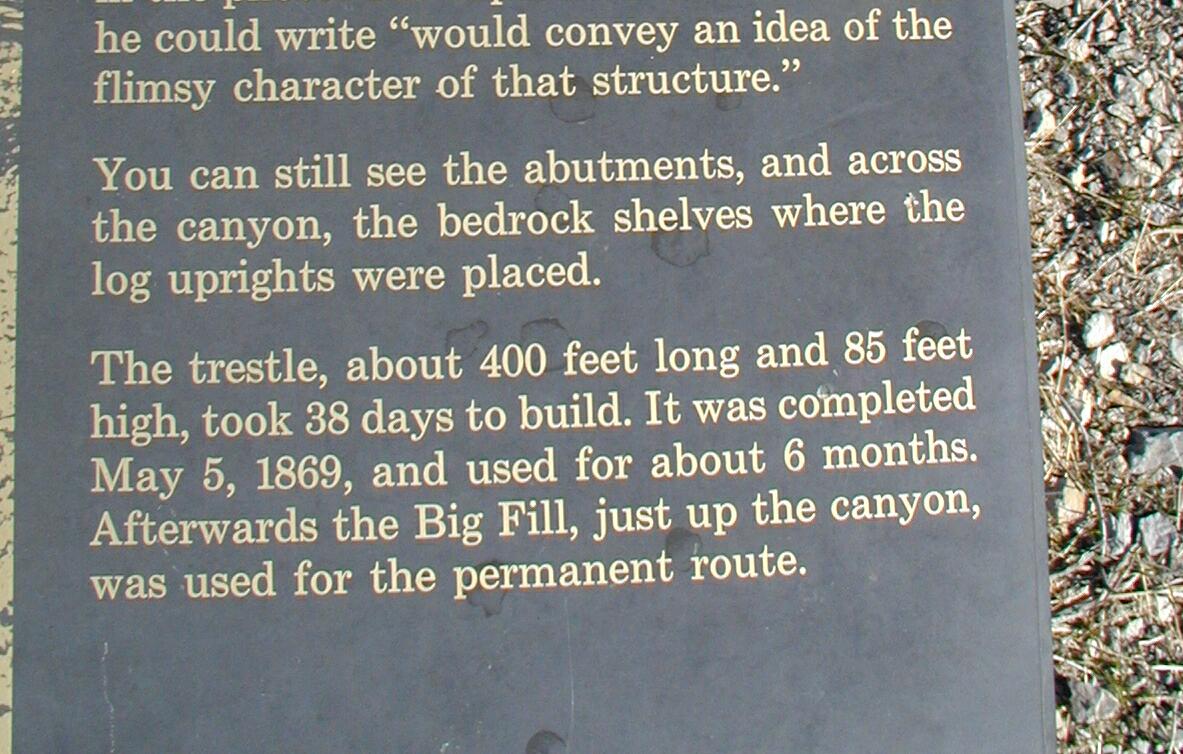 he could write “would convey an idea of the
flimsy character of that structure.”
You can still see the abutments, and across
the canyon, the bedrock shelves where the
log uprights were placed.
The trestle, about 400 feet long and 85 feet
high, took 38 days to build. It was completed
May 5, 1869, and used for about 6 months.
Afterwards the Big Fill, just up the canyon,
was used for the permanent route.